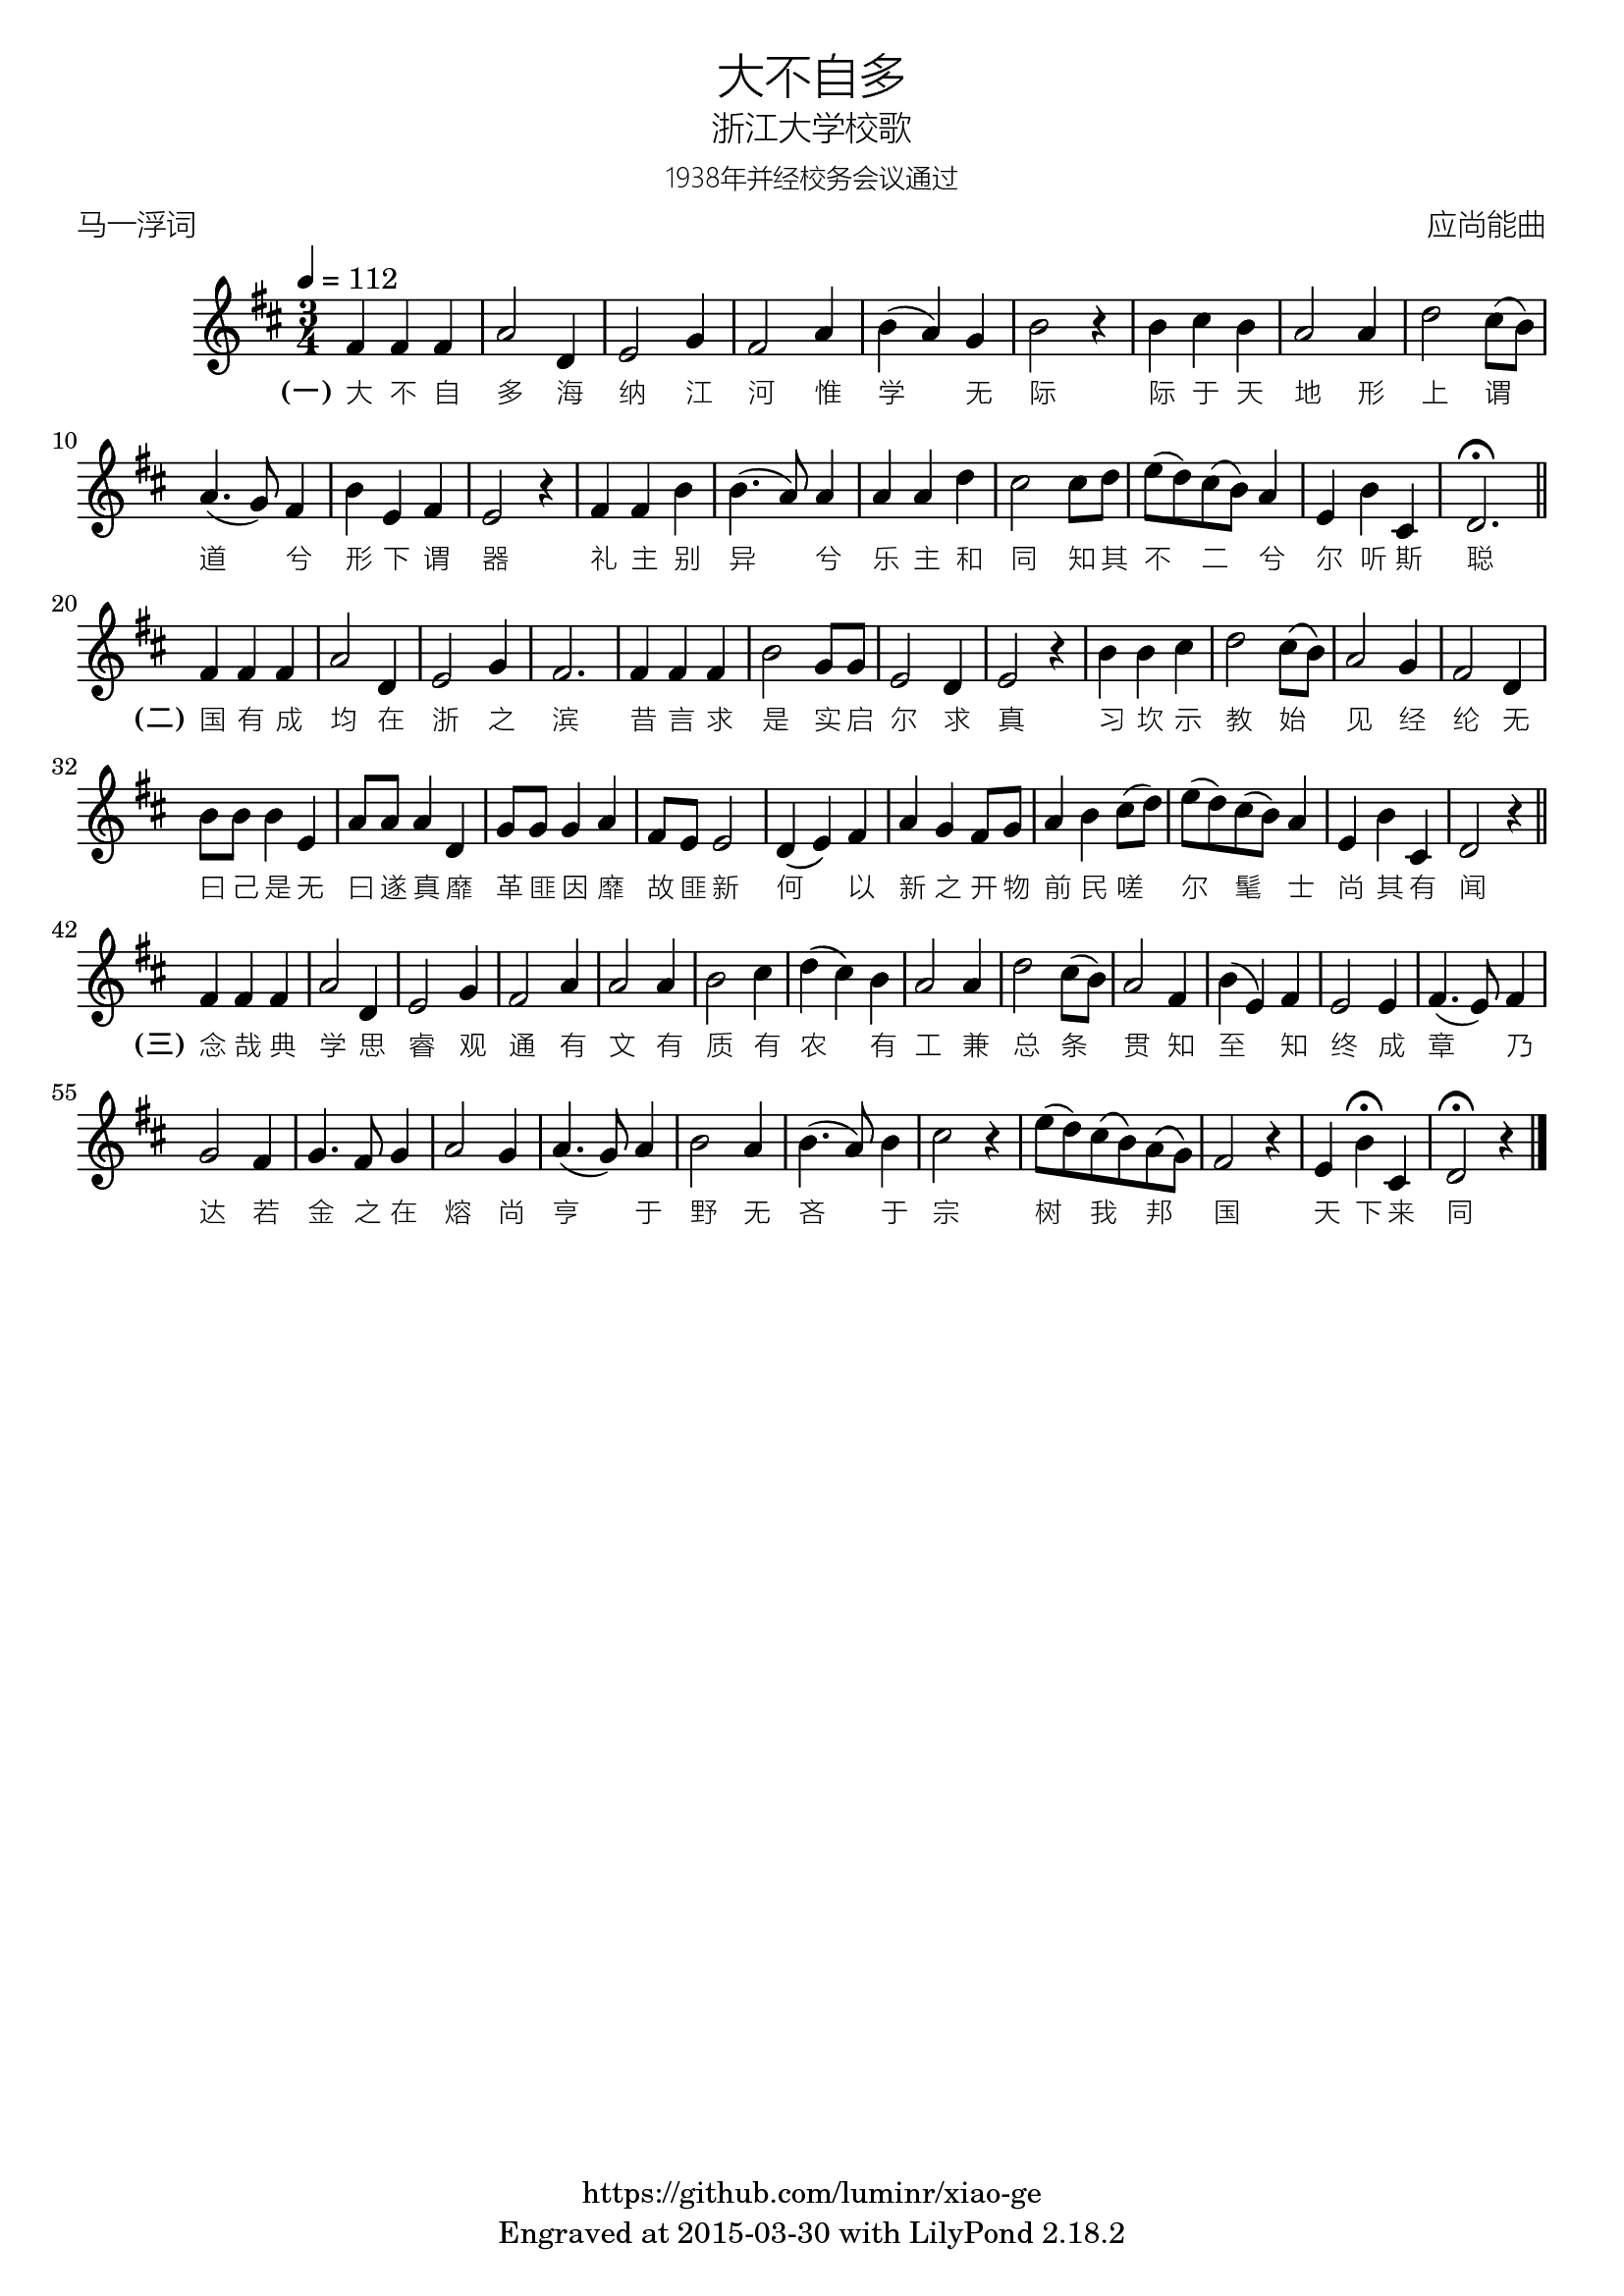 大不自多
浙江大学校歌
1938年并经校务会议通过
马一浮词 应尚能曲
= 112
3
4
(一) 大 不 自 多 海 纳 江 河 惟 学 无 际 际 于 天 地 形 上 谓
10
道 兮 形 下 谓 器 礼 主 别 异 兮 乐 主 和 同 知 其 不 二 兮 尔 听 斯 聪
20
(二) 国 有 成 均 在 浙 之 滨 昔 言 求 是 实 启 尔 求 真 习 坎 示 教 始 见 经 纶 无
32
曰 己 是 无 曰 遂 真 靡 革 匪 因 靡 故 匪 新 何 以 新 之 开 物 前 民 嗟 尔 髦 士 尚 其 有 闻
42
(三) 念 哉 典 学 思 睿 观 通 有 文 有 质 有 农 有 工 兼 总 条 贯 知 至 知 终 成 章 乃
55
达 若 金 之 在 熔 尚 亨 于 野 无 吝 于 宗 树 我 邦 国 天 下 来 同
https://github.com/luminr/xiao-ge
Engraved at 2015-03-30 with LilyPond 2.18.2